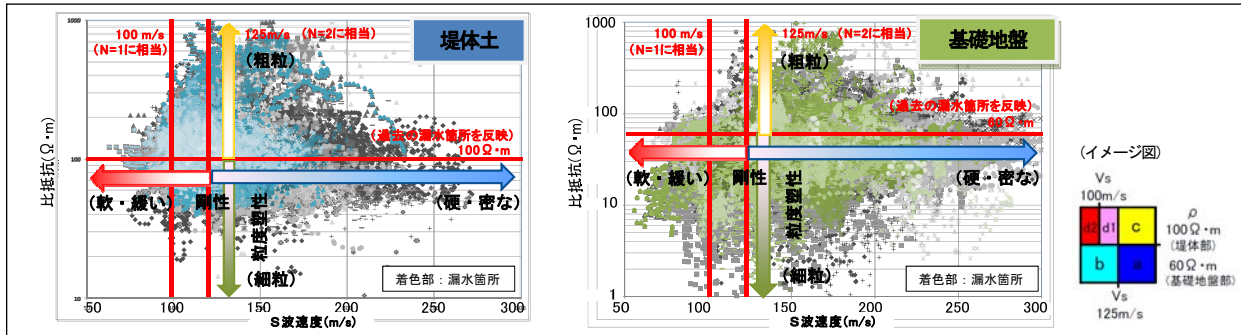 100 m/s
(N=1に相当)
125m/s (N=2に相当)
堤体土
(粗粒)
(過去の漏水箇所を反映)
100Ω・m
比抵抗(Ω・m)
1000
100
10
(軟・緩い)
剛性
(硬・密な)
粒度塑性
(細粒)
着色部：漏水箇所
50
100
150
200
250
300
S波速度(m/s)
100 m/s
(N=1に相当)
125m/s (N=2に相当)
基礎地盤
(粗粒)
(過去の漏水箇所を反映)
60Ω・m
比抵抗(Ω・m)
1000
100
10
1
(軟・緩い)
剛性
(硬・密な)
粒度塑性
(細粒)
着色部：漏水箇所
50
100
150
200
250
300
S波速度(m/s)
(イメージ図)
Vs
100m/s
d2
d1
c
ρ
100Ω・m
(堤体部)
b
a
60Ω・m
(基礎地盤部)
Vs
125m/s